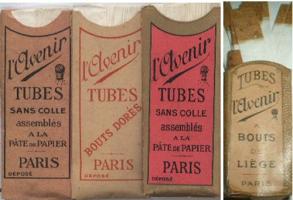 l'Avenir
TUBES
SANS COLLE
assemblés
A LA
PÂTE DE PAPIER
PARIS
DÉPOSÉ
l'Avenir
TUBES
BOUTS DORÉS
PARIS
DÉPOSÉ
l'Avenir
TUBES
SANS COLLE
assemblés
A LA
PÂTE DE PAPIER
PARIS
DÉPOSÉ
TUBES
l'Avenir
A
BOUTS
DE
LIÈGE
PARIS